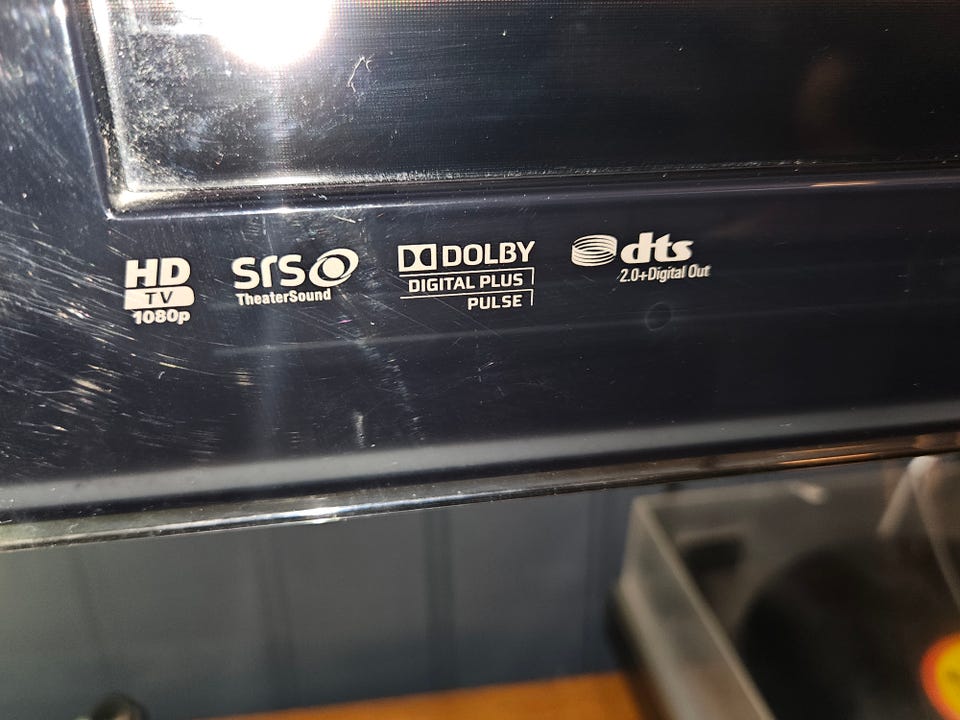 HD
TV
1080p
SRS
TheaterSound
DOLBY
DIGITAL PLUS
PULSE
dts
2.0+Digital Out